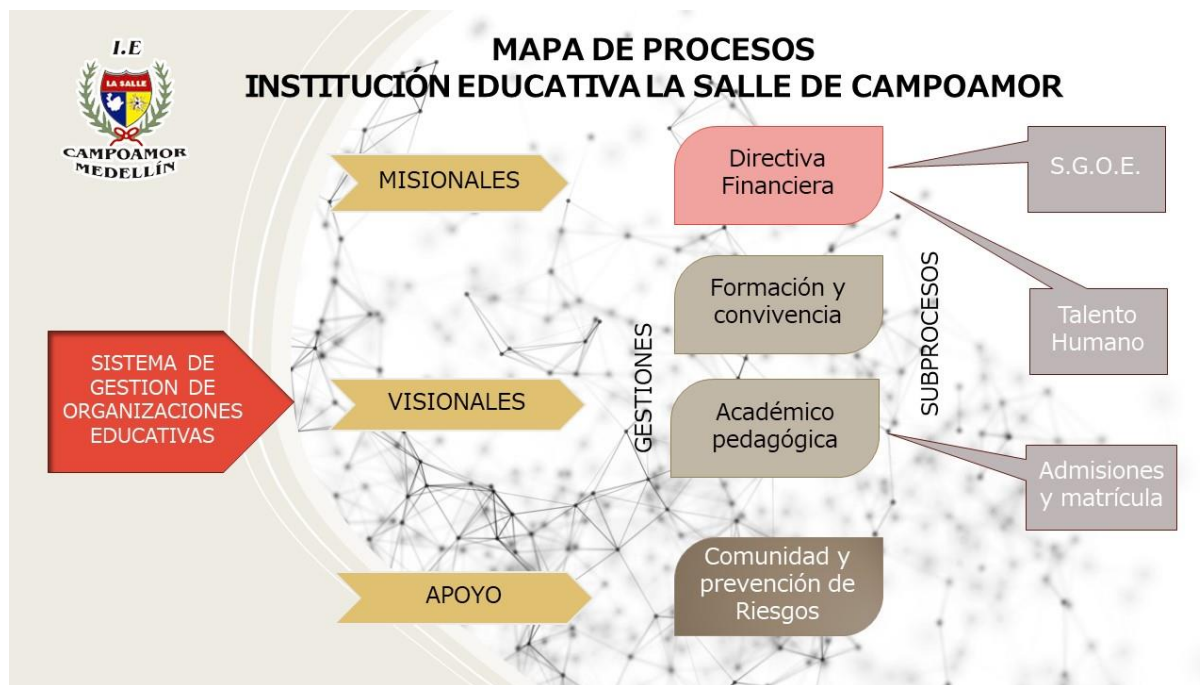 I.E
LA SALLE
CAMPOAMOR
MEDELLÍN
MAPA DE PROCESOS
INSTITUCIÓN EDUCATIVA LA SALLE DE CAMPOAMOR
SISTEMA DE
GESTION DE
ORGANIZACIONES
EDUCATIVAS
MISIONALES
VISIONALES
APOYO
GESTIONES
Directiva
Financiera
Formación y
convivencia
Académico
pedagógica
Comunidad y
prevención de
Riesgos
SUBPROCESOS
S.G.O.E.
Talento
Humano
Admisiones
y matrícula